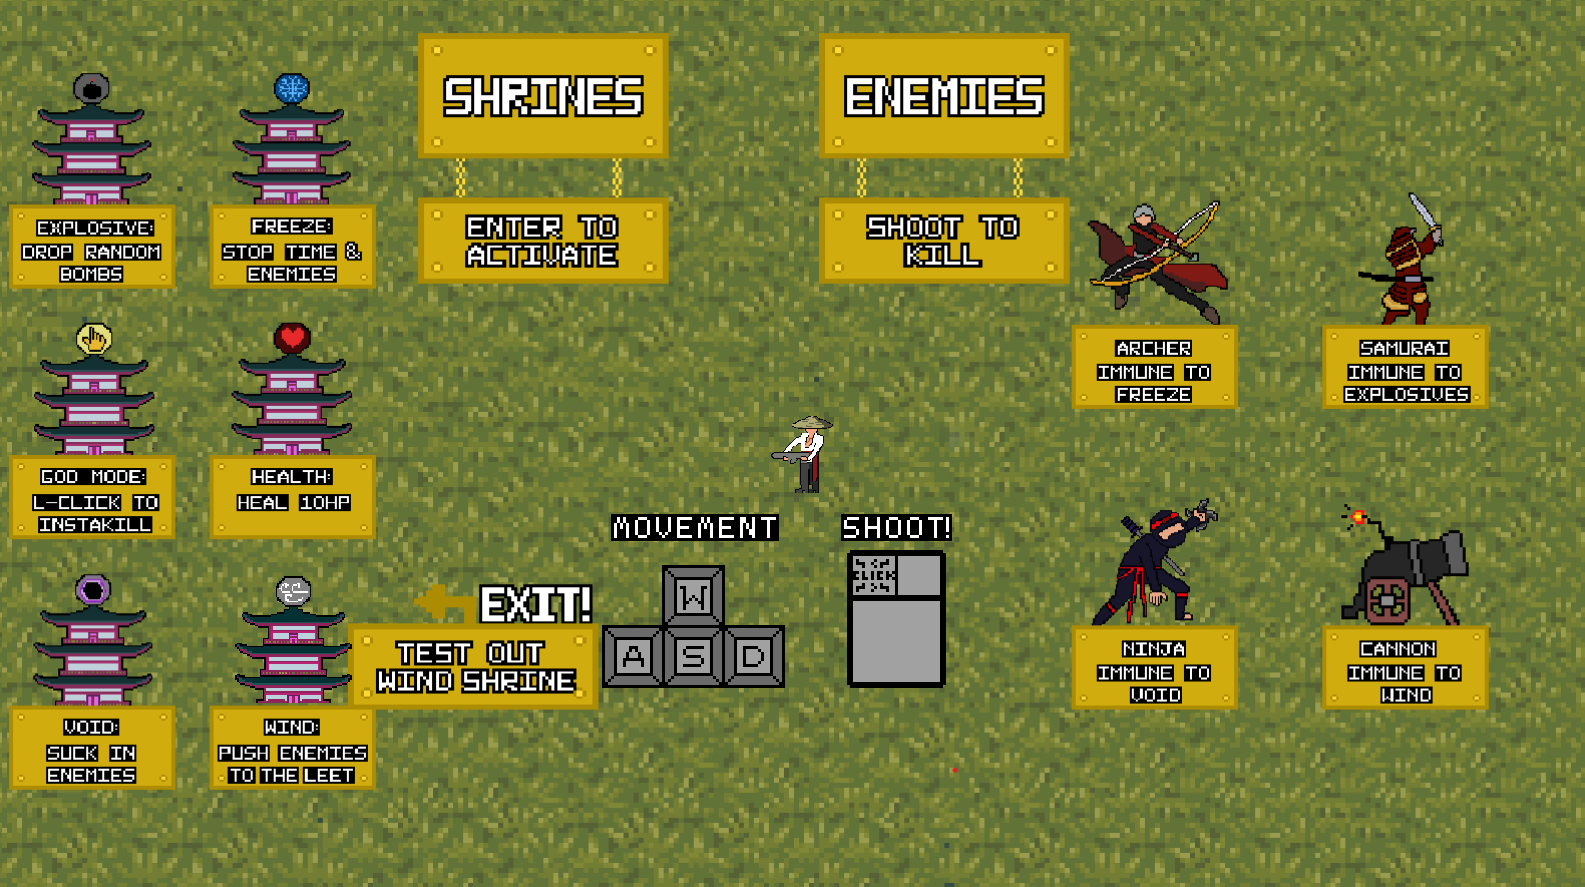 SHRINES
ENTER TO
ACTIVATE
ENEMIES
SHOOT TO
KILL
EXPLOSIVE:
DROP RANDOM
BOMBS
FREEZE:
STOP TIME &
ENEMIES
GOD MODE:
L-CLICK TO
INSTAKILL
HEALTH:
HEAL 10HP
VOID:
SUCK IN
ENEMIES
WIND:
PUSH ENEMIES
TO THE LEET
EXIT!
TEST OUT
WIND SHRINE
MOVEMENT
W
A S D
SHOOT!
CLICK
ARCHER
IMMUNE TO
FREEZE
SAMURAI
IMMUNE TO
EXPLOSIVES
NINJA
IMMUNE TO
VOID
CANNON
IMMUNE TO
WIND